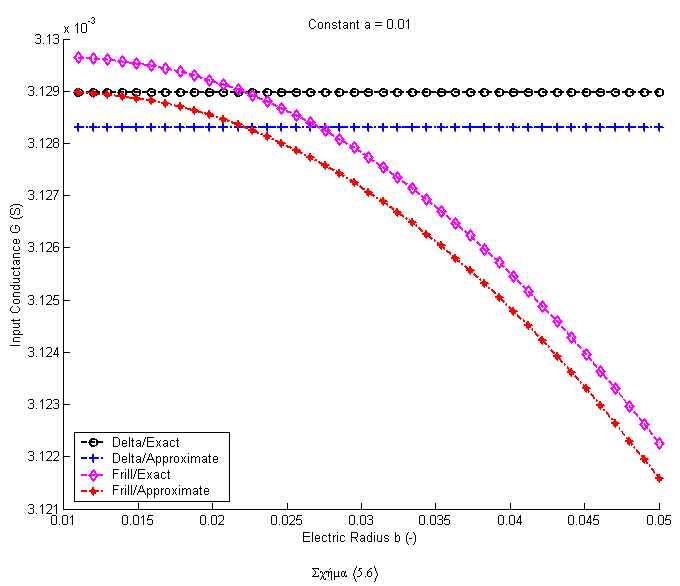 Constant a = 0.01
x 10⁻³
3.13
3.129
3.128
3.127
3.126
3.125
3.124
3.123
3.122
3.121
Input Conductance G (S)
Delta/Exact
Delta/Approximate
Frill/Exact
Frill/Approximate
0.01 0.015 0.02 0.025 0.03 0.035 0.04 0.045 0.05
Electric Radius b (-)
Σχήμα ⟨5.6⟩